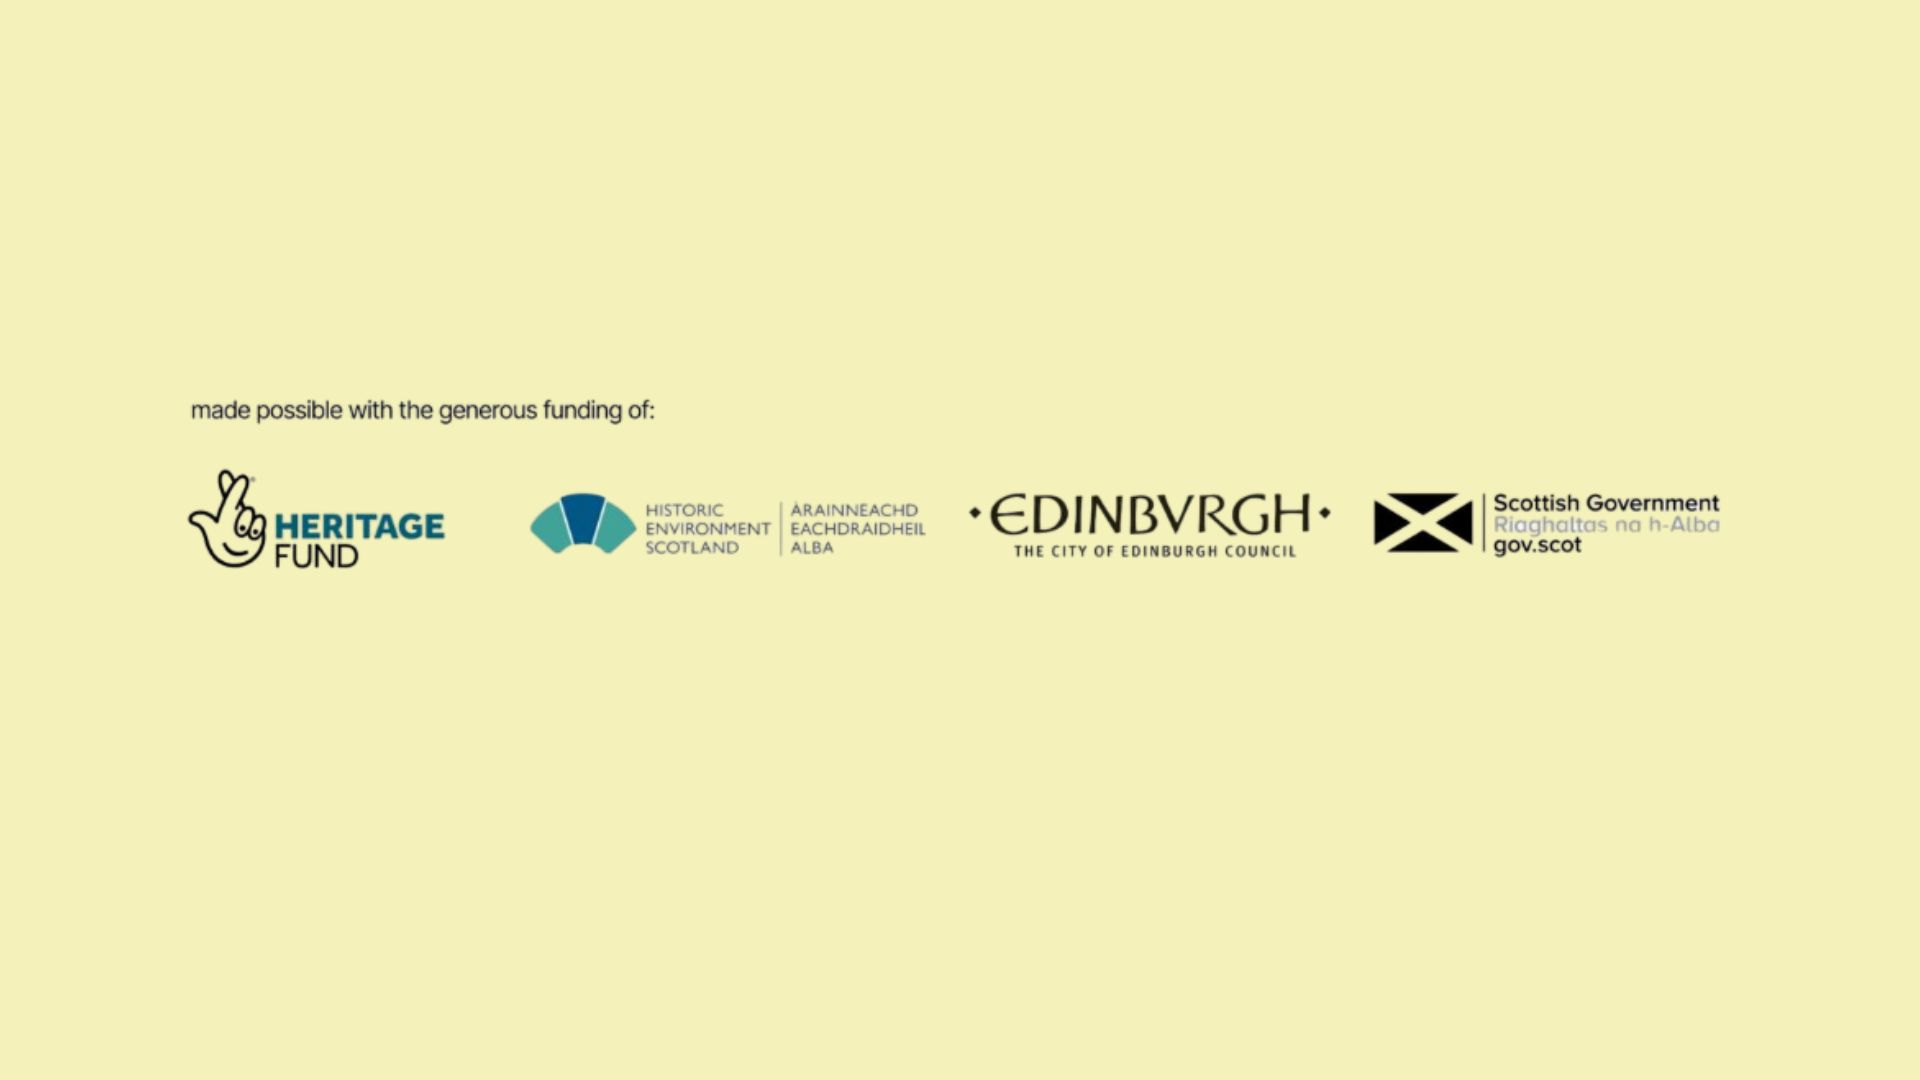 made possible with the generous funding of:
HERITAGE
FUND
HISTORIC
ENVIRONMENT
SCOTLAND
ÀRAINNEACHD
EACHDRAIDHEIL
ALBA
EDINBVRGH
THE CITY OF EDINBURGH COUNCIL
Scottish Government
Riaghaltas na h-Alba
gov.scot